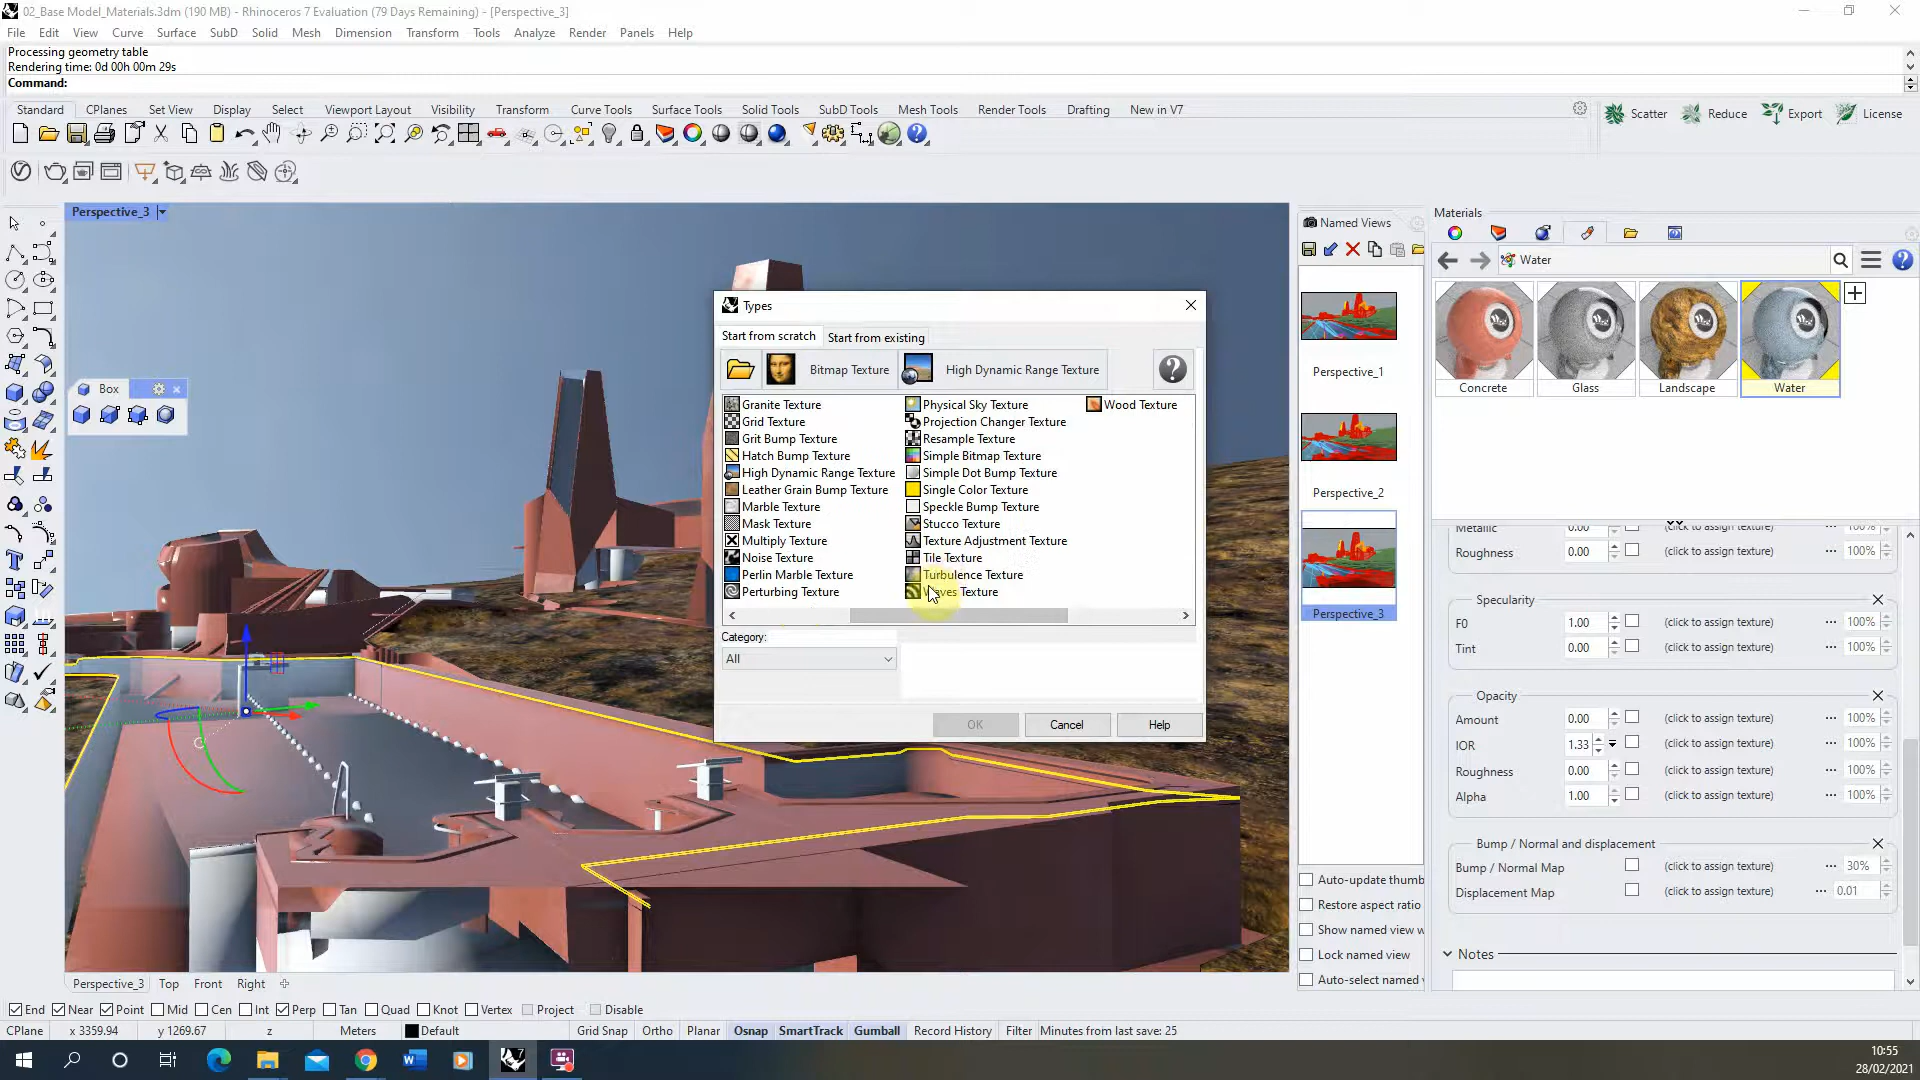 02_Base Model_Materials.3dm (190 MB) - Rhinoceros 7 Evaluation (79 Days Remaining) - [Perspective_3]
File Edit View Curve Surface SubD Solid Mesh Dimension Transform Tools Analyze Render Panels Help
Processing geometry table
Rendering time: 0d 00h 00m 29s
Command:
Standard CPlanes Set View Display Select Viewport Layout Visibility Transform Curve Tools Surface Tools Solid Tools SubD Tools Mesh Tools Render Tools Drafting New in V7
Scatter Reduce Export License
Perspective_3
Box
Types
Start from scratch Start from existing
Bitmap Texture High Dynamic Range Texture
Granite Texture Physical Sky Texture Wood Texture
Grid Texture Projection Changer Texture
Grit Bump Texture Resample Texture
Hatch Bump Texture Simple Bitmap Texture
High Dynamic Range Texture Simple Dot Bump Texture
Leather Grain Bump Texture Single Color Texture
Marble Texture Speckle Bump Texture
Mask Texture Stucco Texture
Multiply Texture Texture Adjustment Texture
Noise Texture Tile Texture
Perlin Marble Texture Turbulence Texture
Perturbing Texture Waves Texture
Category:
All
OK Cancel Help
Named Views
Perspective_1
Perspective_2
Perspective_3
Auto-update thumb
Restore aspect ratio
Show named view w
Lock named view
Auto-select named
Materials
Water
Concrete Glass Landscape Water
Metallic 0.00 (click to assign texture) ... 100%
Roughness 0.00 (click to assign texture) ... 100%
Specularity
F0 1.00 (click to assign texture) ... 100%
Tint 0.00 (click to assign texture) ... 100%
Opacity
Amount 0.00 (click to assign texture) ... 100%
IOR 1.33 (click to assign texture) ... 100%
Roughness 0.00 (click to assign texture) ... 100%
Alpha 1.00 (click to assign texture) ... 100%
Bump / Normal and displacement
Bump / Normal Map (click to assign texture) ... 30%
Displacement Map (click to assign texture) ... 0.01
Notes
Perspective_3 Top Front Right
End Near Point Mid Cen Int Perp Tan Quad Knot Vertex Project Disable
CPlane x 3359.94 y 1269.67 z Meters Default Grid Snap Ortho Planar Osnap SmartTrack Gumball Record History Filter Minutes from last save: 25
10:55
28/02/2021